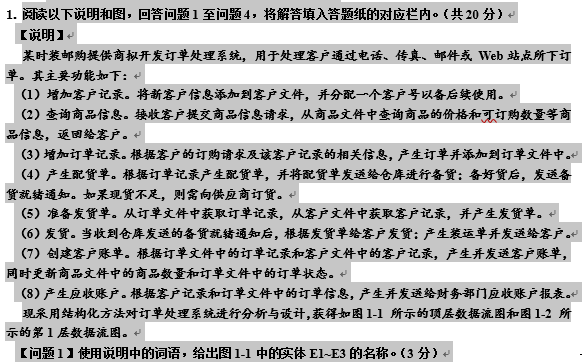 1. 阅读以下说明和图，回答问题1至问题4，将解答填入答题纸的对应栏内。（共20分）
【说明】
某时装邮购提供商拟开发订单处理系统，用于处理客户通过电话、传真、邮件或 Web 站点所下订
单。其主要功能如下：
（1）增加客户记录。将新客户信息添加到客户文件，并分配一个客户号以备后续使用。
（2）查询商品信息。接收客户提交商品信息请求，从商品文件中查询商品的价格和可订购数量等商
品信息，返回给客户。
（3）增加订单记录。根据客户的订购请求及该客户记录的相关信息，产生订单并添加到订单文件中。
（4）产生配货单。根据订单记录产生配货单，并将配货单发送给仓库进行备货；备好货后，发送备
货就绪通知。如果现货不足，则需向供应商订货。
（5）准备发货单。从订单文件中获取订单记录，从客户文件中获取客户记录，并产生发货单。
（6）发货。当收到仓库发送的备货就绪通知后，根据发货单给客户发货；产生装运单并发送给客户。
（7）创建客户账单。根据订单文件中的订单记录和客户文件中的客户记录，产生并发送客户账单，
同时更新商品文件中的商品数量和订单文件中的订单状态。
（8）产生应收账户。根据客户记录和订单文件中的订单信息，产生并发送给财务部门应收账户报表。
现采用结构化方法对订单处理系统进行分析与设计，获得如图1-1 所示的顶层数据流图和图1-2 所
示的第1层数据流图。
【问题1】使用说明中的词语，给出图1-1中的实体E1~E3的名称。（3分）